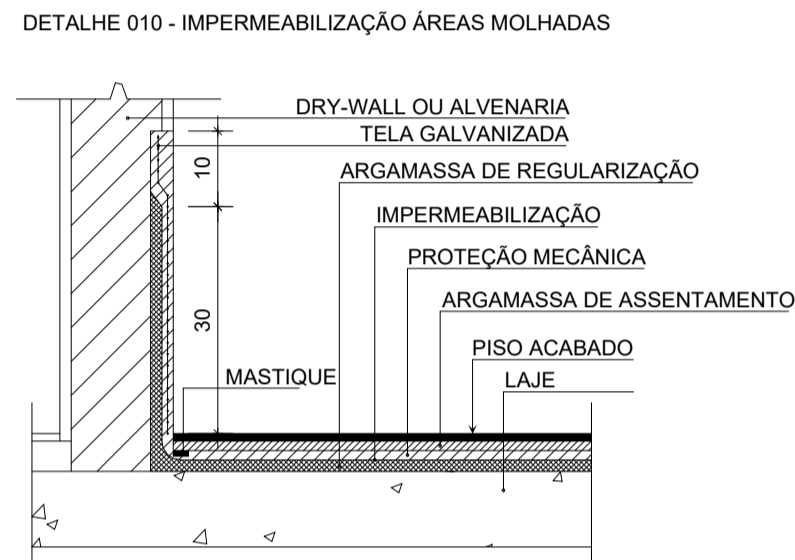 DETALHE 010 - IMPERMEABILIZAÇÃO ÁREAS MOLHADAS
DRY-WALL OU ALVENARIA
TELA GALVANIZADA
10
ARGAMASSA DE REGULARIZAÇÃO
IMPERMEABILIZAÇÃO
PROTEÇÃO MECÂNICA
ARGAMASSA DE ASSENTAMENTO
30
PISO ACABADO
MASTIQUE
LAJE